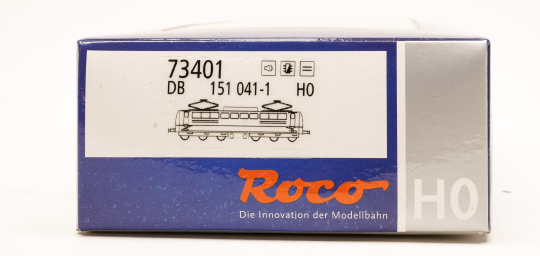 73401
DB 151 041-1 H0
Roco
Die Innovation der Modellbahn
H0